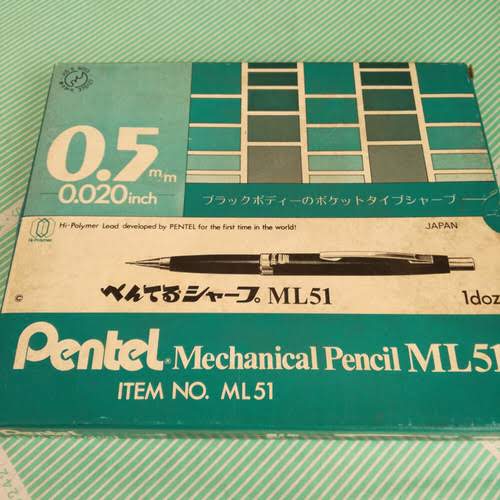 0.5mm
0.020inch
ブラックボディーのポケットタイプシャープ
Hi-Polymer
Hi-Polymer Lead developed by PENTEL for the first time in the world!
JAPAN
©
ぺんてるシャープ ML51
1doz
Pentel® Mechanical Pencil ML51
ITEM NO. ML51